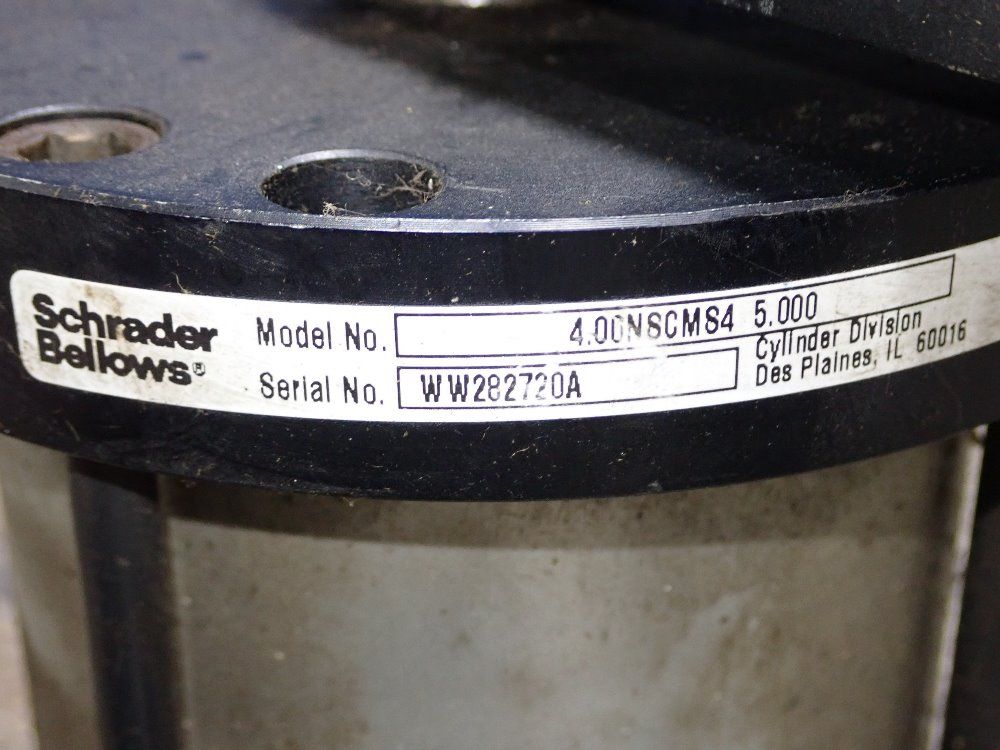 Schrader
Bellows®
Model No. 4.00NSCMS4 5.000
Serial No. WW282720A
Cylinder Division
Des Plaines, IL 60016